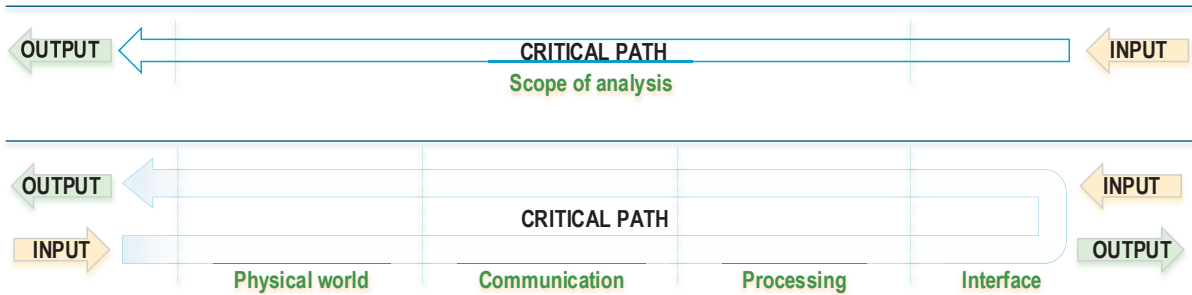 OUTPUT CRITICAL PATH INPUT
Scope of analysis
OUTPUT INPUT
CRITICAL PATH
INPUT OUTPUT
Physical world Communication Processing Interface